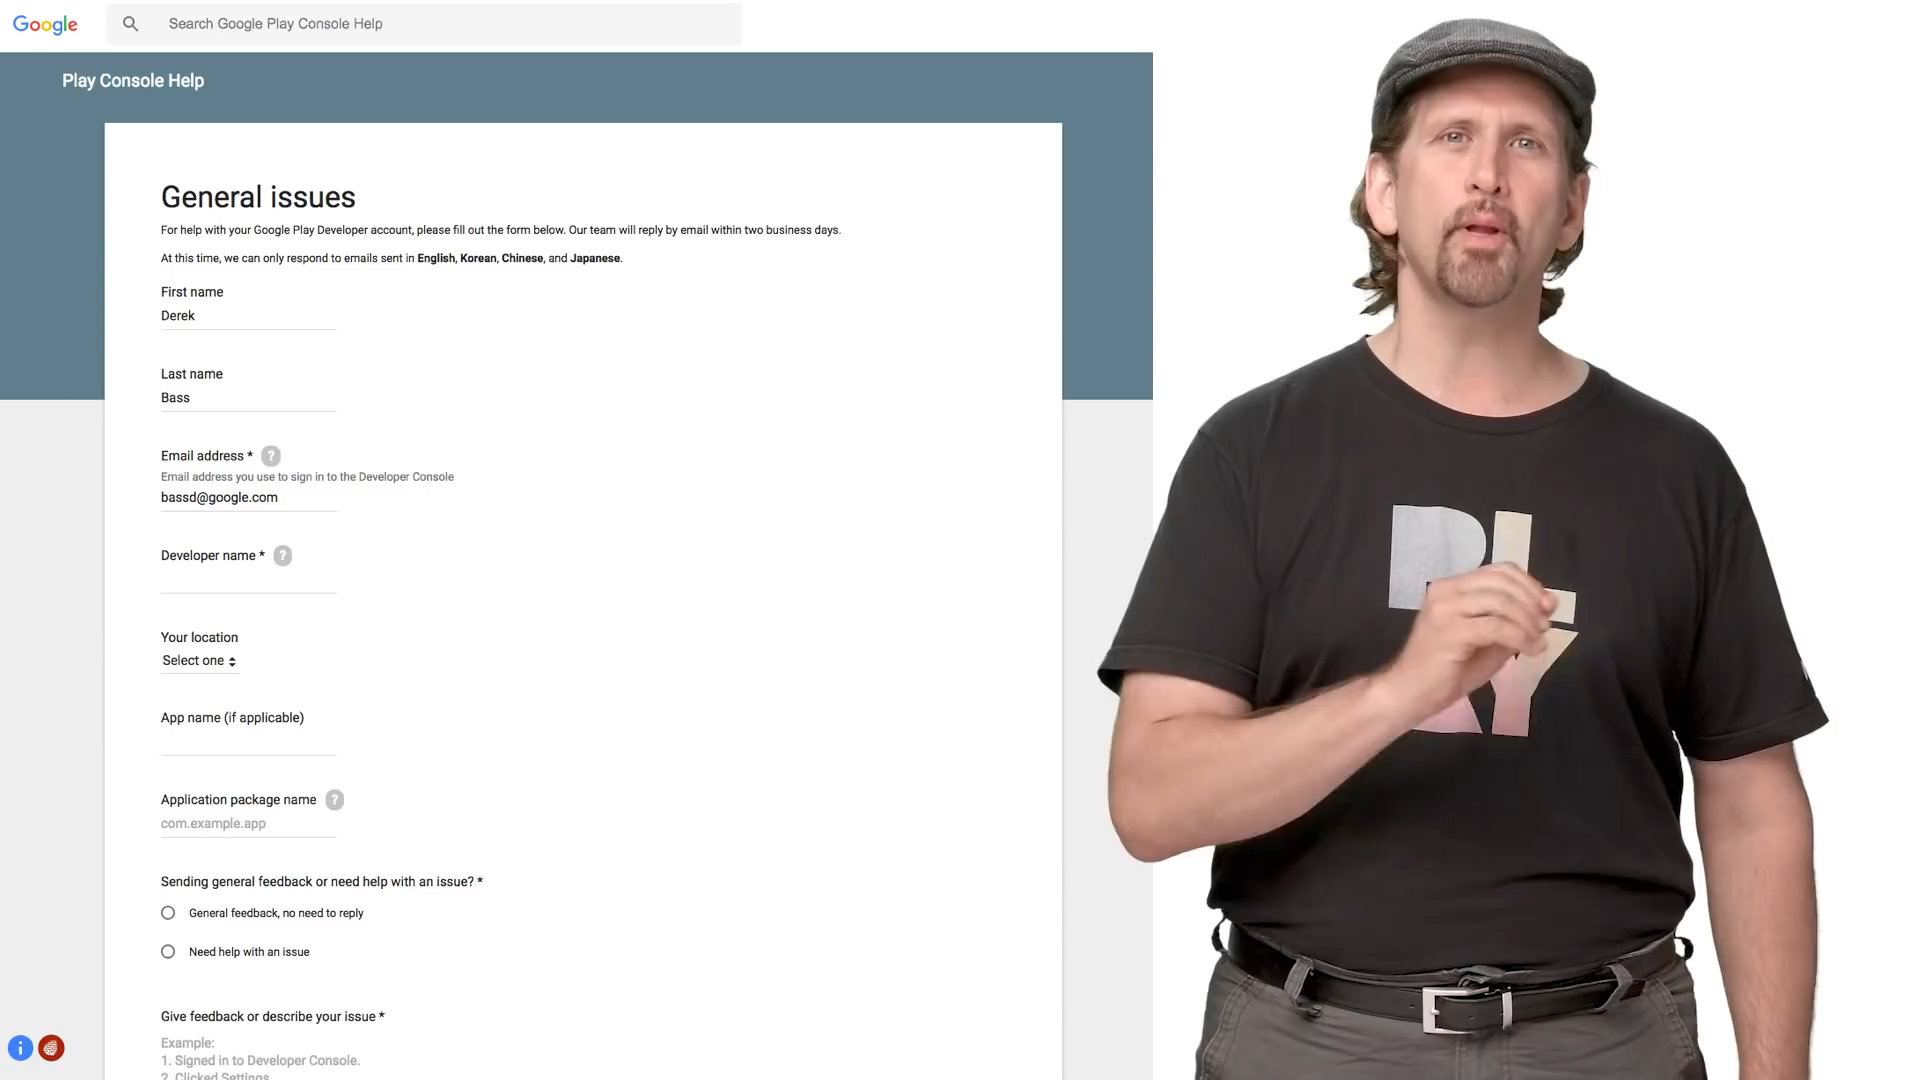 Google
Search Google Play Console Help
Play Console Help
General issues
For help with your Google Play Developer account, please fill out the form below. Our team will reply by email within two business days.
At this time, we can only respond to emails sent in English, Korean, Chinese, and Japanese.
First name
Derek
Last name
Bass
Email address * ?
Email address you use to sign in to the Developer Console
bassd@google.com
Developer name * ?
Your location
Select one
App name (if applicable)
Application package name ?
com.example.app
Sending general feedback or need help with an issue? *
General feedback, no need to reply
Need help with an issue
Give feedback or describe your issue *
Example:
1. Signed in to Developer Console.
2. Clicked Settings
i